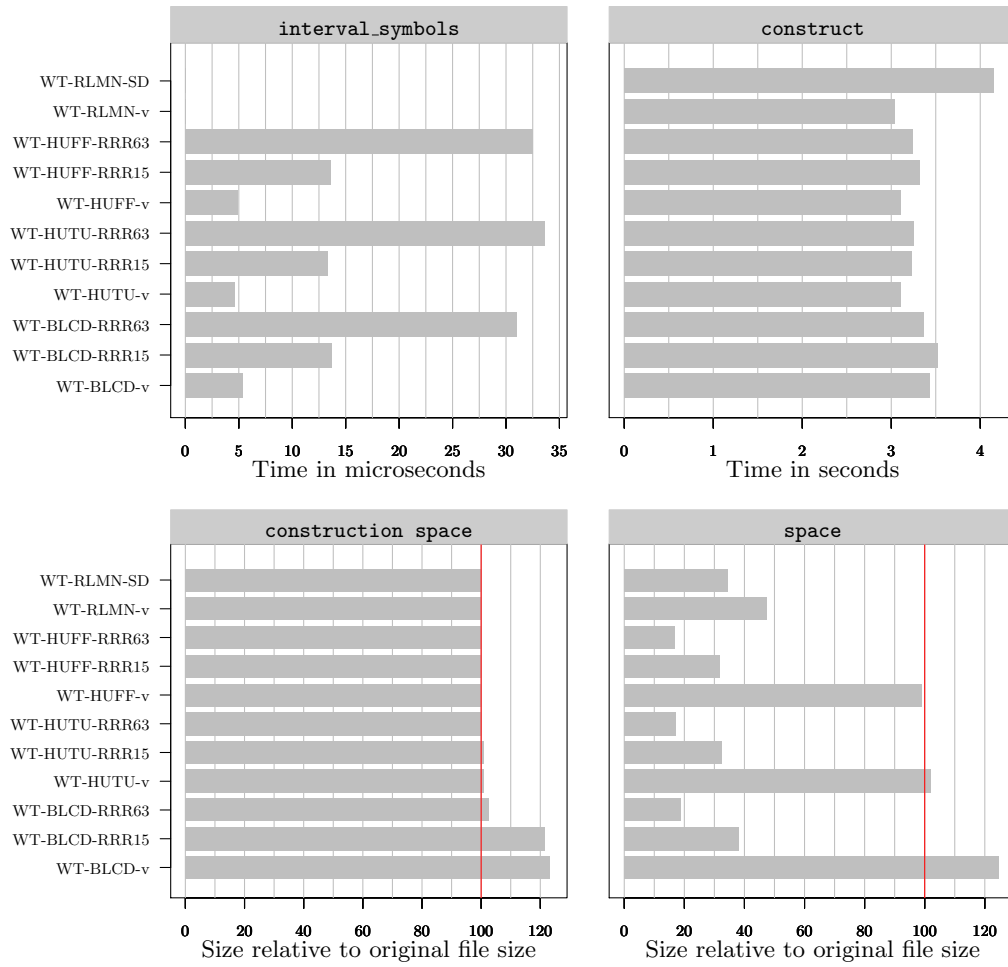 interval_symbols
construct
WT-RLMN-SD
WT-RLMN-v
WT-HUFF-RRR63
WT-HUFF-RRR15
WT-HUFF-v
WT-HUTU-RRR63
WT-HUTU-RRR15
WT-HUTU-v
WT-BLCD-RRR63
WT-BLCD-RRR15
WT-BLCD-v
0 5 10 15 20 25 30 35
Time in microseconds
0 1 2 3 4
Time in seconds
construction space
space
WT-RLMN-SD
WT-RLMN-v
WT-HUFF-RRR63
WT-HUFF-RRR15
WT-HUFF-v
WT-HUTU-RRR63
WT-HUTU-RRR15
WT-HUTU-v
WT-BLCD-RRR63
WT-BLCD-RRR15
WT-BLCD-v
0 20 40 60 80 100 120
Size relative to original file size
0 20 40 60 80 100 120
Size relative to original file size